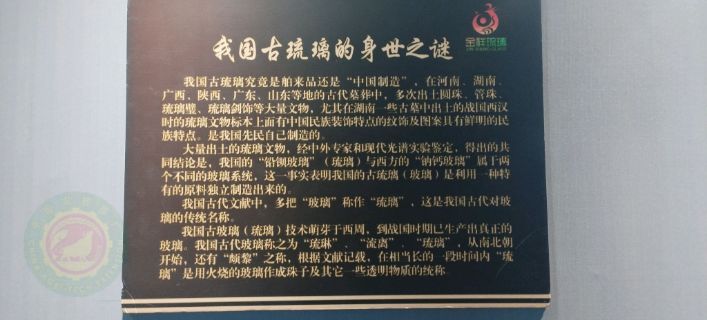 金祥琉璃
我国古琉璃的身世之谜
我国古琉璃究竟是舶来品还是“中国制造”，在河南、湖南、
广西、陕西、广东、山东等地的古代墓葬中，多次出土圆珠、管珠、
琉璃璧、琉璃剑饰等大量文物，尤其在湖南一些古墓中出土的战国西汉
时的琉璃文物标本上面有中国民族装饰特点的纹饰及图案具有鲜明的民
族特点。是我国先民自己制造的。
大量出土的琉璃文物，经中外专家和现代光谱实验鉴定，得出的共
同结论是，我国的“铅钡玻璃”（琉璃）与西方的“钠钙玻璃”属于两
个不同的玻璃系统，这一事实表明我国的古琉璃（玻璃）是利用一种特
有的原料独立制造出来的。
我国古代文献中，多把“玻璃”称作“琉璃”，这是我国古代对玻
璃的传统名称。
我国古玻璃（琉璃）技术萌芽于西周，到战国时期已生产出真正的
玻璃。我国古代玻璃称之为“琉琳”、“流离”、“琉璃”，从南北朝
开始，还有“颇黎”之称，根据文献记载，在相当长的一段时间内“琉
璃”是用火烧的玻璃作成珠子及其它一些透明物质的统称。